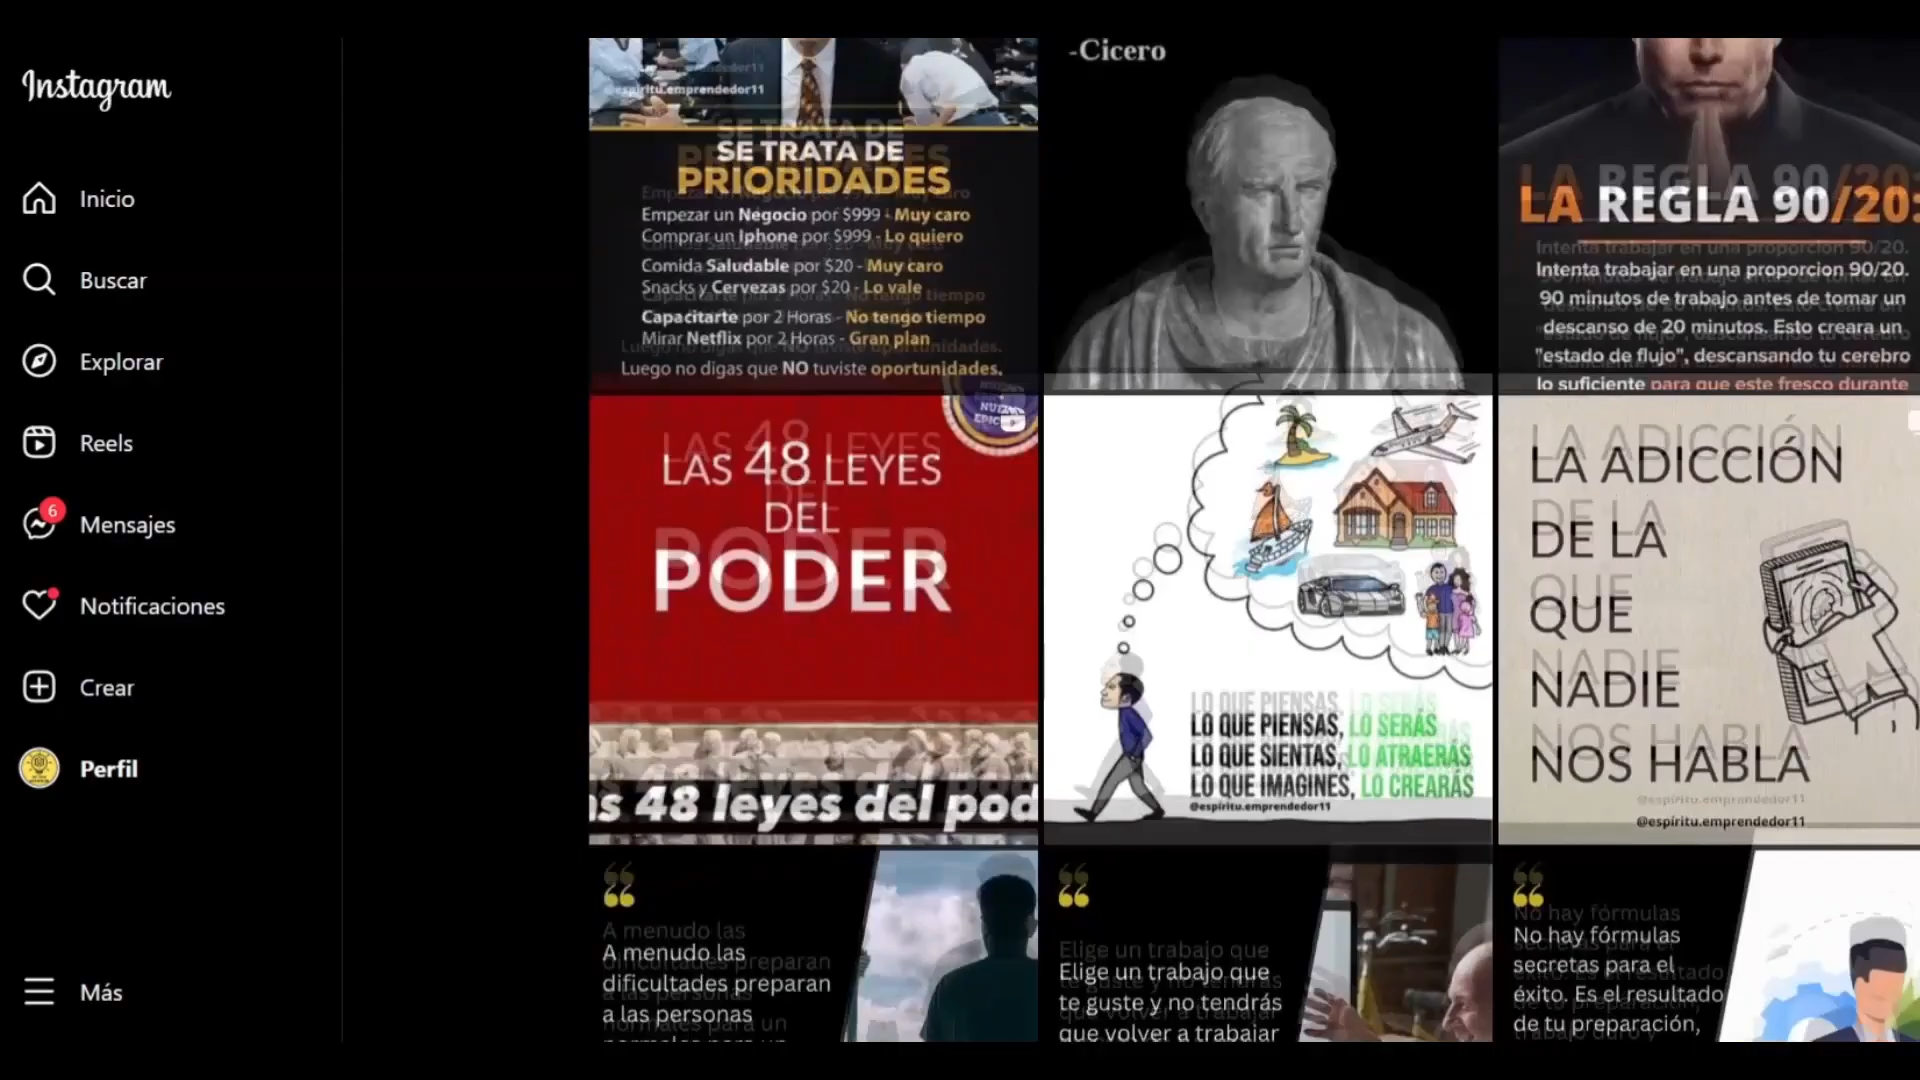 Instagram
Inicio
Buscar
Explorar
Reels
6
Mensajes
Notificaciones
Crear
Perfil
Más
@espiritu.emprendedor11
SE TRATA DE
PRIORIDADES
Empezar un Negocio por $999 - Muy caro
Comprar un Iphone por $999 - Lo quiero
Comida Saludable por $20 - Muy caro
Snacks y Cervezas por $20 - Lo vale
Capacitarte por 2 Horas - No tengo tiempo
Mirar Netflix por 2 Horas - Gran plan
Luego no digas que NO tuviste oportunidades.
-Cicero
LA REGLA 90/20:
Intenta trabajar en una proporcion 90/20.
90 minutos de trabajo antes de tomar un
descanso de 20 minutos. Esto creara un
"estado de flujo", descansando tu cerebro
lo suficiente para que este fresco durante
LAS 48 LEYES
DEL
PODER
s 48 leyes del pod
LO QUE PIENSAS, LO SERÁS
LO QUE SIENTAS, LO ATRAERÁS
LO QUE IMAGINES, LO CREARÁS
@espíritu.emprendedor11
LA ADICCIÓN
DE LA
QUE
NADIE
NOS HABLA
@espíritu.emprendedor11
A menudo las
dificultades preparan
a las personas
normales para un
Elige un trabajo que
te guste y no tendrás
que volver a trabajar
No hay fórmulas
secretas para el
éxito. Es el resultado
de tu preparación,